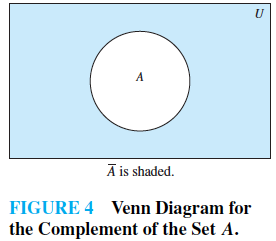 U
A
A̅ is shaded.
FIGURE 4 Venn Diagram for
the Complement of the Set A.